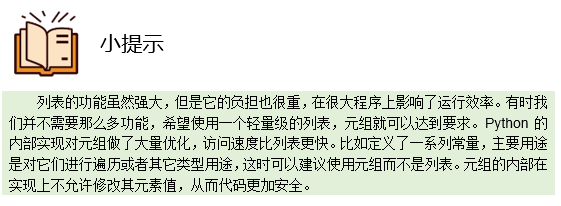 小提示
列表的功能虽然强大，但是它的负担也很重，在很大程序上影响了运行效率。有时我
们并不需要那么多功能，希望使用一个轻量级的列表，元组就可以达到要求。Python 的
内部实现对元组做了大量优化，访问速度比列表更快。比如定义了一系列常量，主要用途
是对它们进行遍历或者其它类型用途，这时可以建议使用元组而不是列表。元组的内部在
实现上不允许修改其元素值，从而代码更加安全。